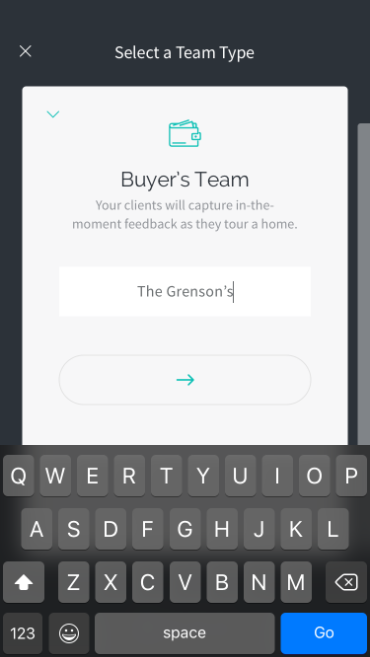 Select a Team Type
Buyer's Team
Your clients will capture in-the-
moment feedback as they tour a home.
The Grenson's
Q W E R T Y U I O P
A S D F G H J K L
Z X C V B N M
123 space Go